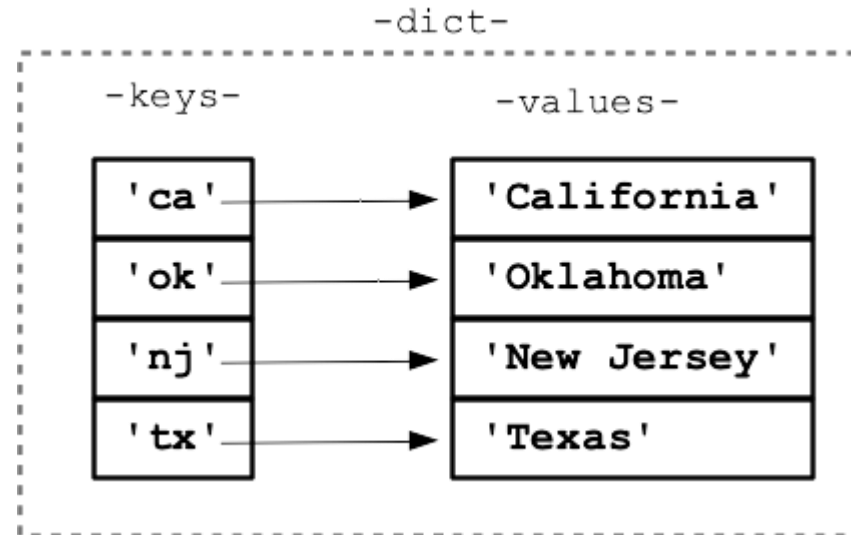 -dict-
-keys- -values-
'ca' 'California'
'ok' 'Oklahoma'
'nj' 'New Jersey'
'tx' 'Texas'